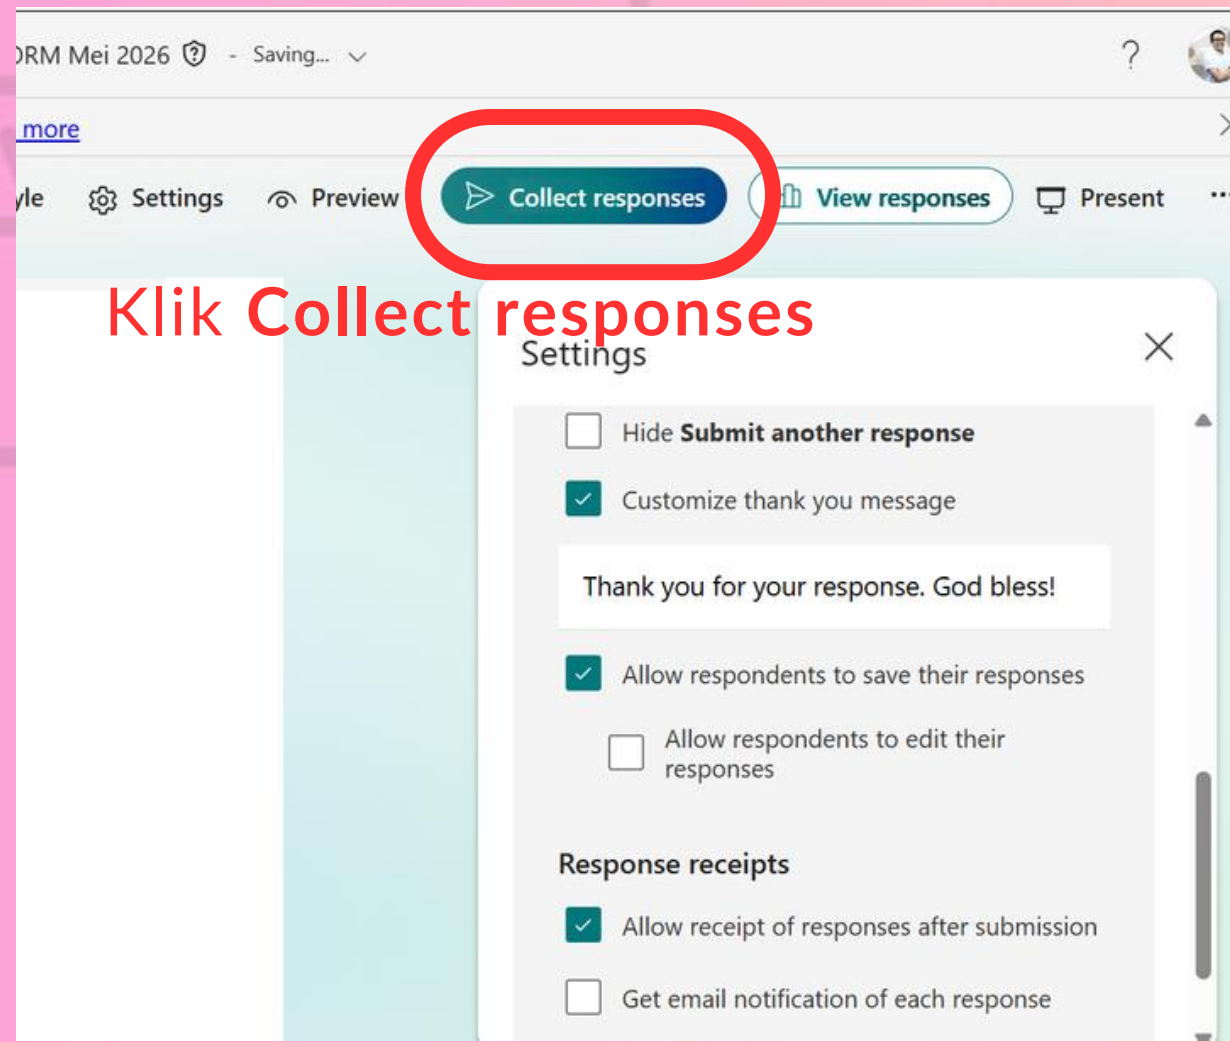 ORM Mei 2026 - Saving...
?
more
yle Settings Preview Collect responses View responses Present ...
Klik Collect responses
Settings
Hide Submit another response
Customize thank you message
Thank you for your response. God bless!
Allow respondents to save their responses
Allow respondents to edit their
responses
Response receipts
Allow receipt of responses after submission
Get email notification of each response